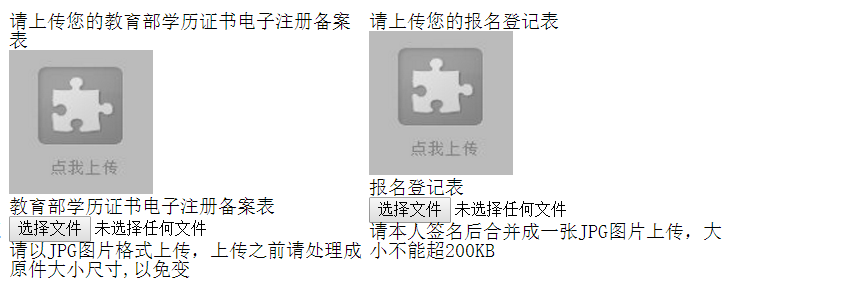 请上传您的教育部学历证书电子注册备案
表
点我上传
教育部学历证书电子注册备案表
选择文件 未选择任何文件
请以JPG图片格式上传，上传之前请处理成
原件大小尺寸,以免变
请上传您的报名登记表
点我上传
报名登记表
选择文件 未选择任何文件
请本人签名后合并成一张JPG图片上传，大
小不能超200KB